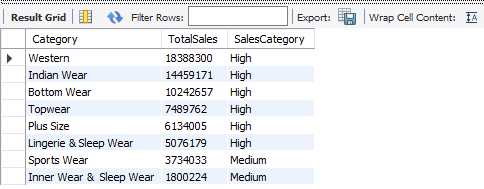 Result Grid Filter Rows: Export: Wrap Cell Content: IA
Category TotalSales SalesCategory
Western 18388300 High
Indian Wear 14459171 High
Bottom Wear 10242657 High
Topwear 7489762 High
Plus Size 6134005 High
Lingerie & Sleep Wear 5076179 High
Sports Wear 3734033 Medium
Inner Wear & Sleep Wear 1800224 Medium